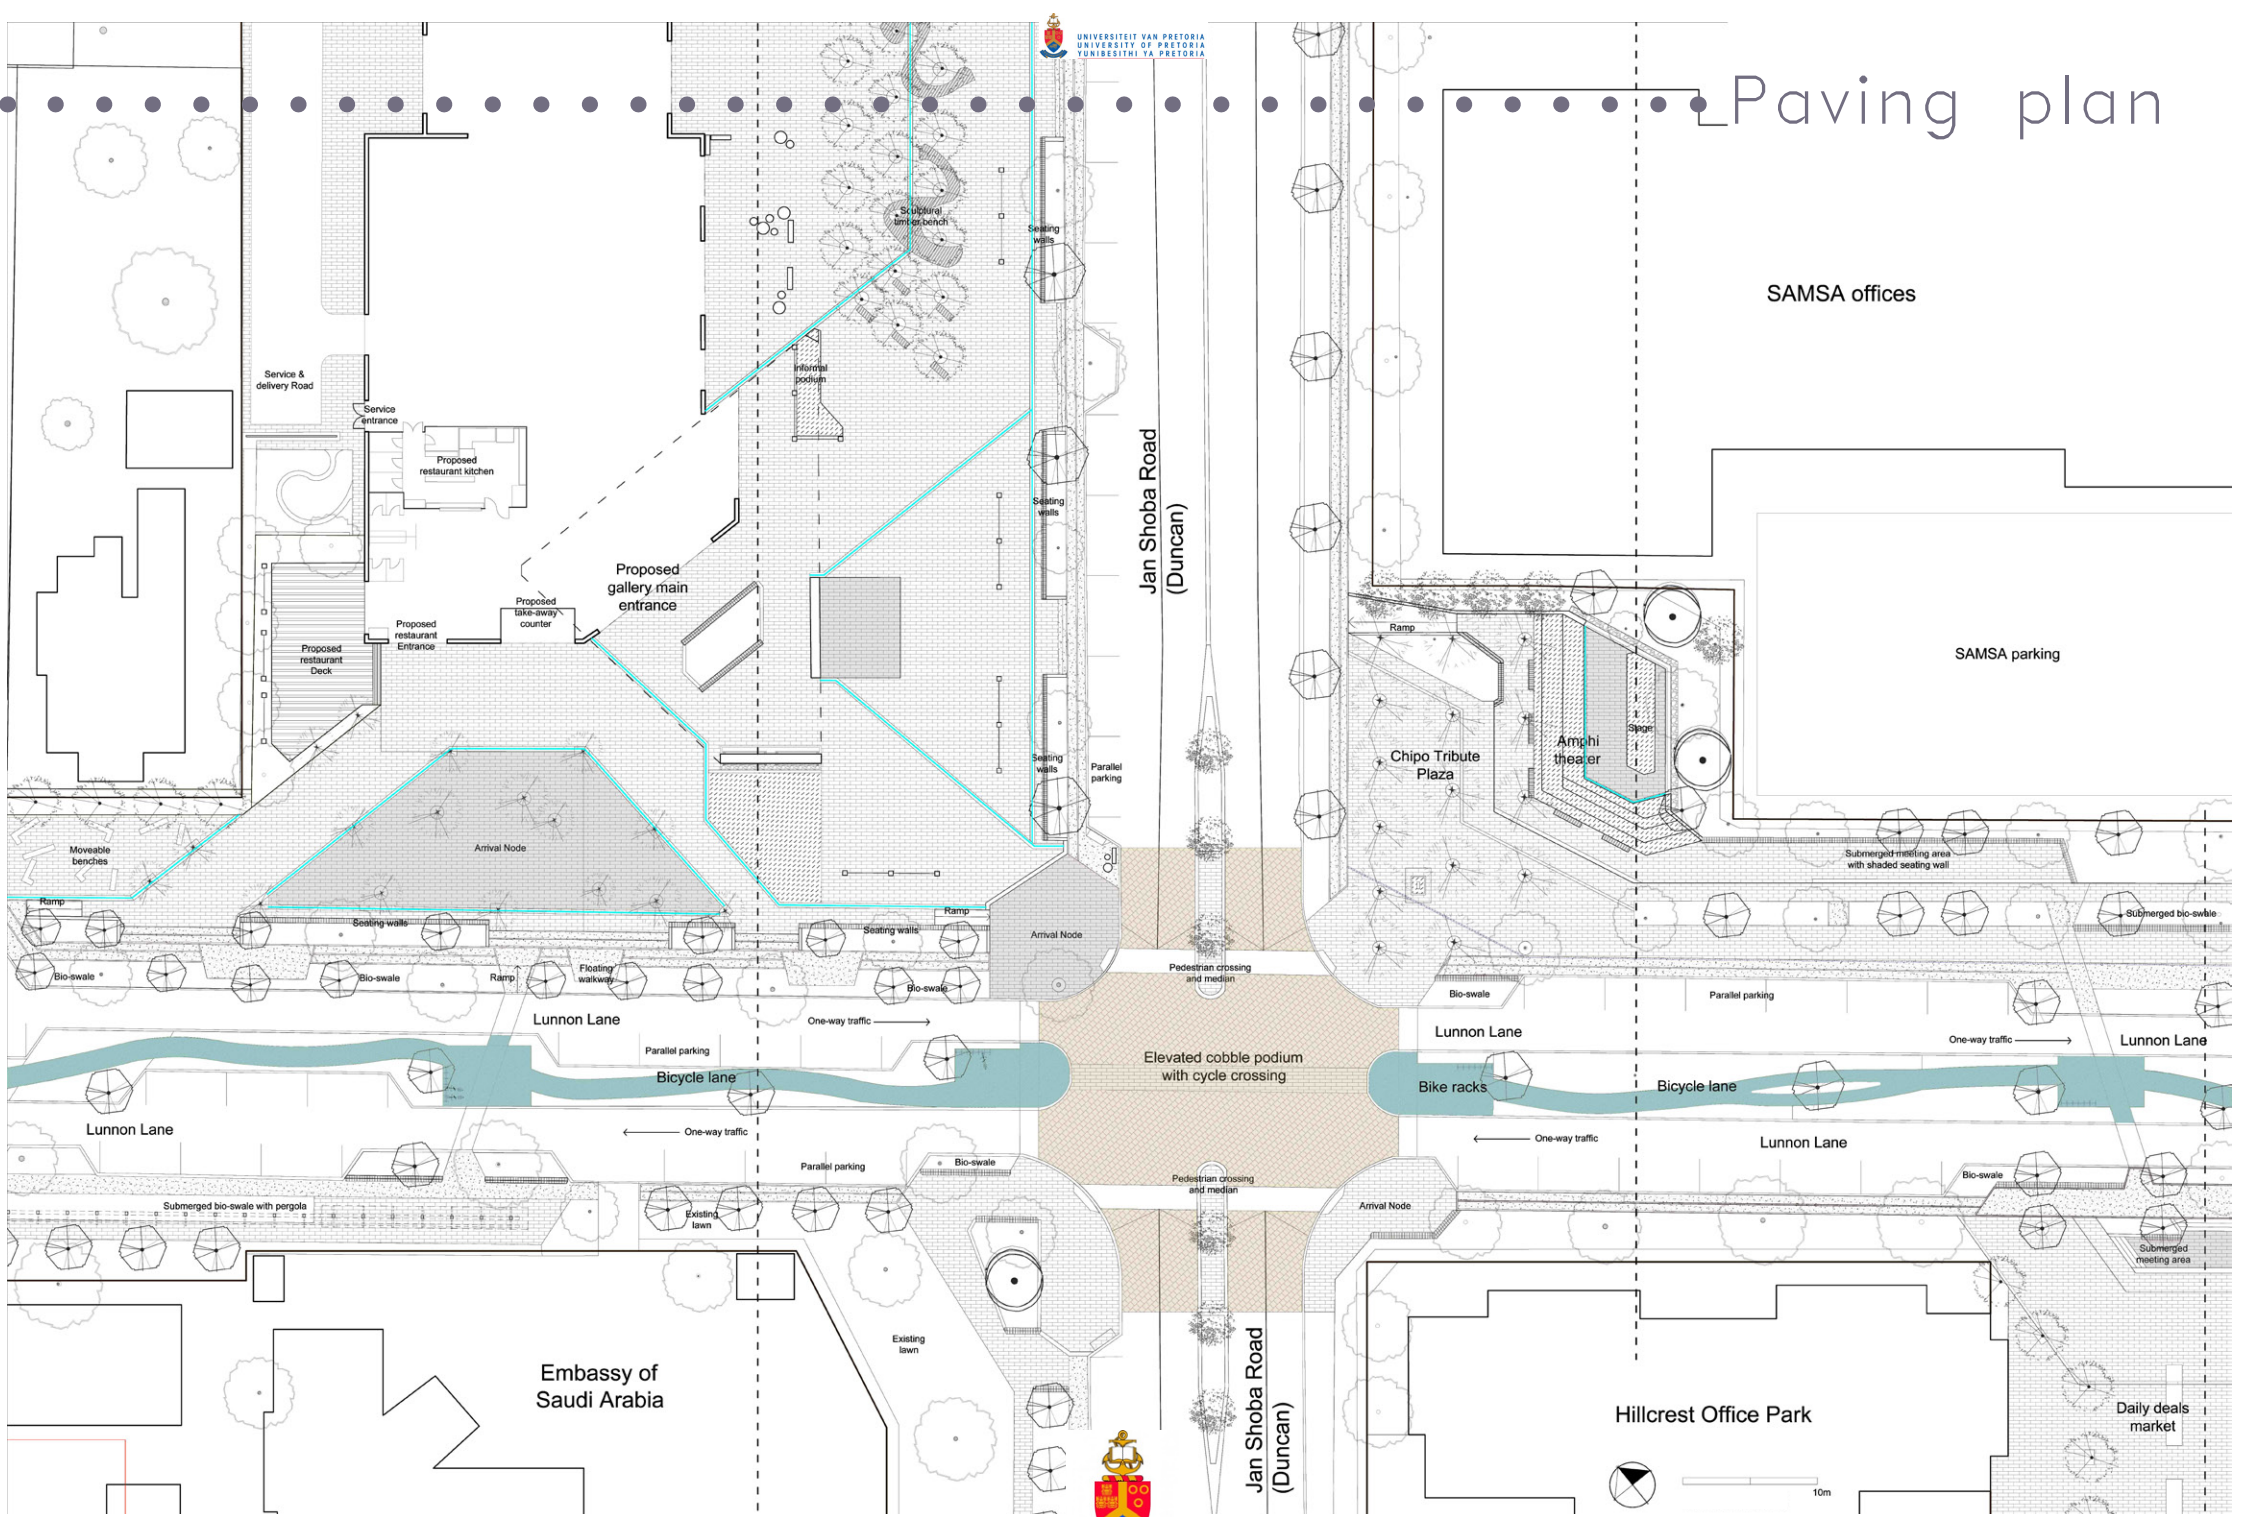 UNIVERSITEIT VAN PRETORIA
UNIVERSITY OF PRETORIA
YUNIBESITHI YA PRETORIA
Paving plan
Sculptural
timber bench
Seating
walls
SAMSA offices
Service &
delivery Road
Informal
podium
Service
entrance
Proposed
restaurant kitchen
Jan Shoba Road
(Duncan)
Seating
walls
Proposed
gallery main
entrance
Proposed
take-away
counter
Proposed
restaurant
Entrance
Ramp
Proposed
restaurant
Deck
SAMSA parking
Stage
Amphi
theater
Chipo Tribute
Plaza
Seating
walls
Parallel
parking
Moveable
benches
Arrival Node
Submerged meeting area
with shaded seating wall
Ramp
Seating walls
Ramp
Seating walls
Arrival Node
Submerged bio-swale
Bio-swale
Bio-swale
Ramp
Floating
walkway
Bio-swale
Pedestrian crossing
and median
Bio-swale
Parallel parking
Lunnon Lane
One-way traffic
Lunnon Lane
One-way traffic
Lunnon Lane
Parallel parking
Bicycle lane
Elevated cobble podium
with cycle crossing
Bike racks
Bicycle lane
Lunnon Lane
One-way traffic
One-way traffic
Lunnon Lane
Parallel parking
Bio-swale
Pedestrian crossing
and median
Bio-swale
Submerged bio-swale with pergola
Existing
lawn
Arrival Node
Submerged
meeting area
Existing
lawn
Embassy of
Saudi Arabia
Jan Shoba Road
(Duncan)
Hillcrest Office Park
Daily deals
market
10m